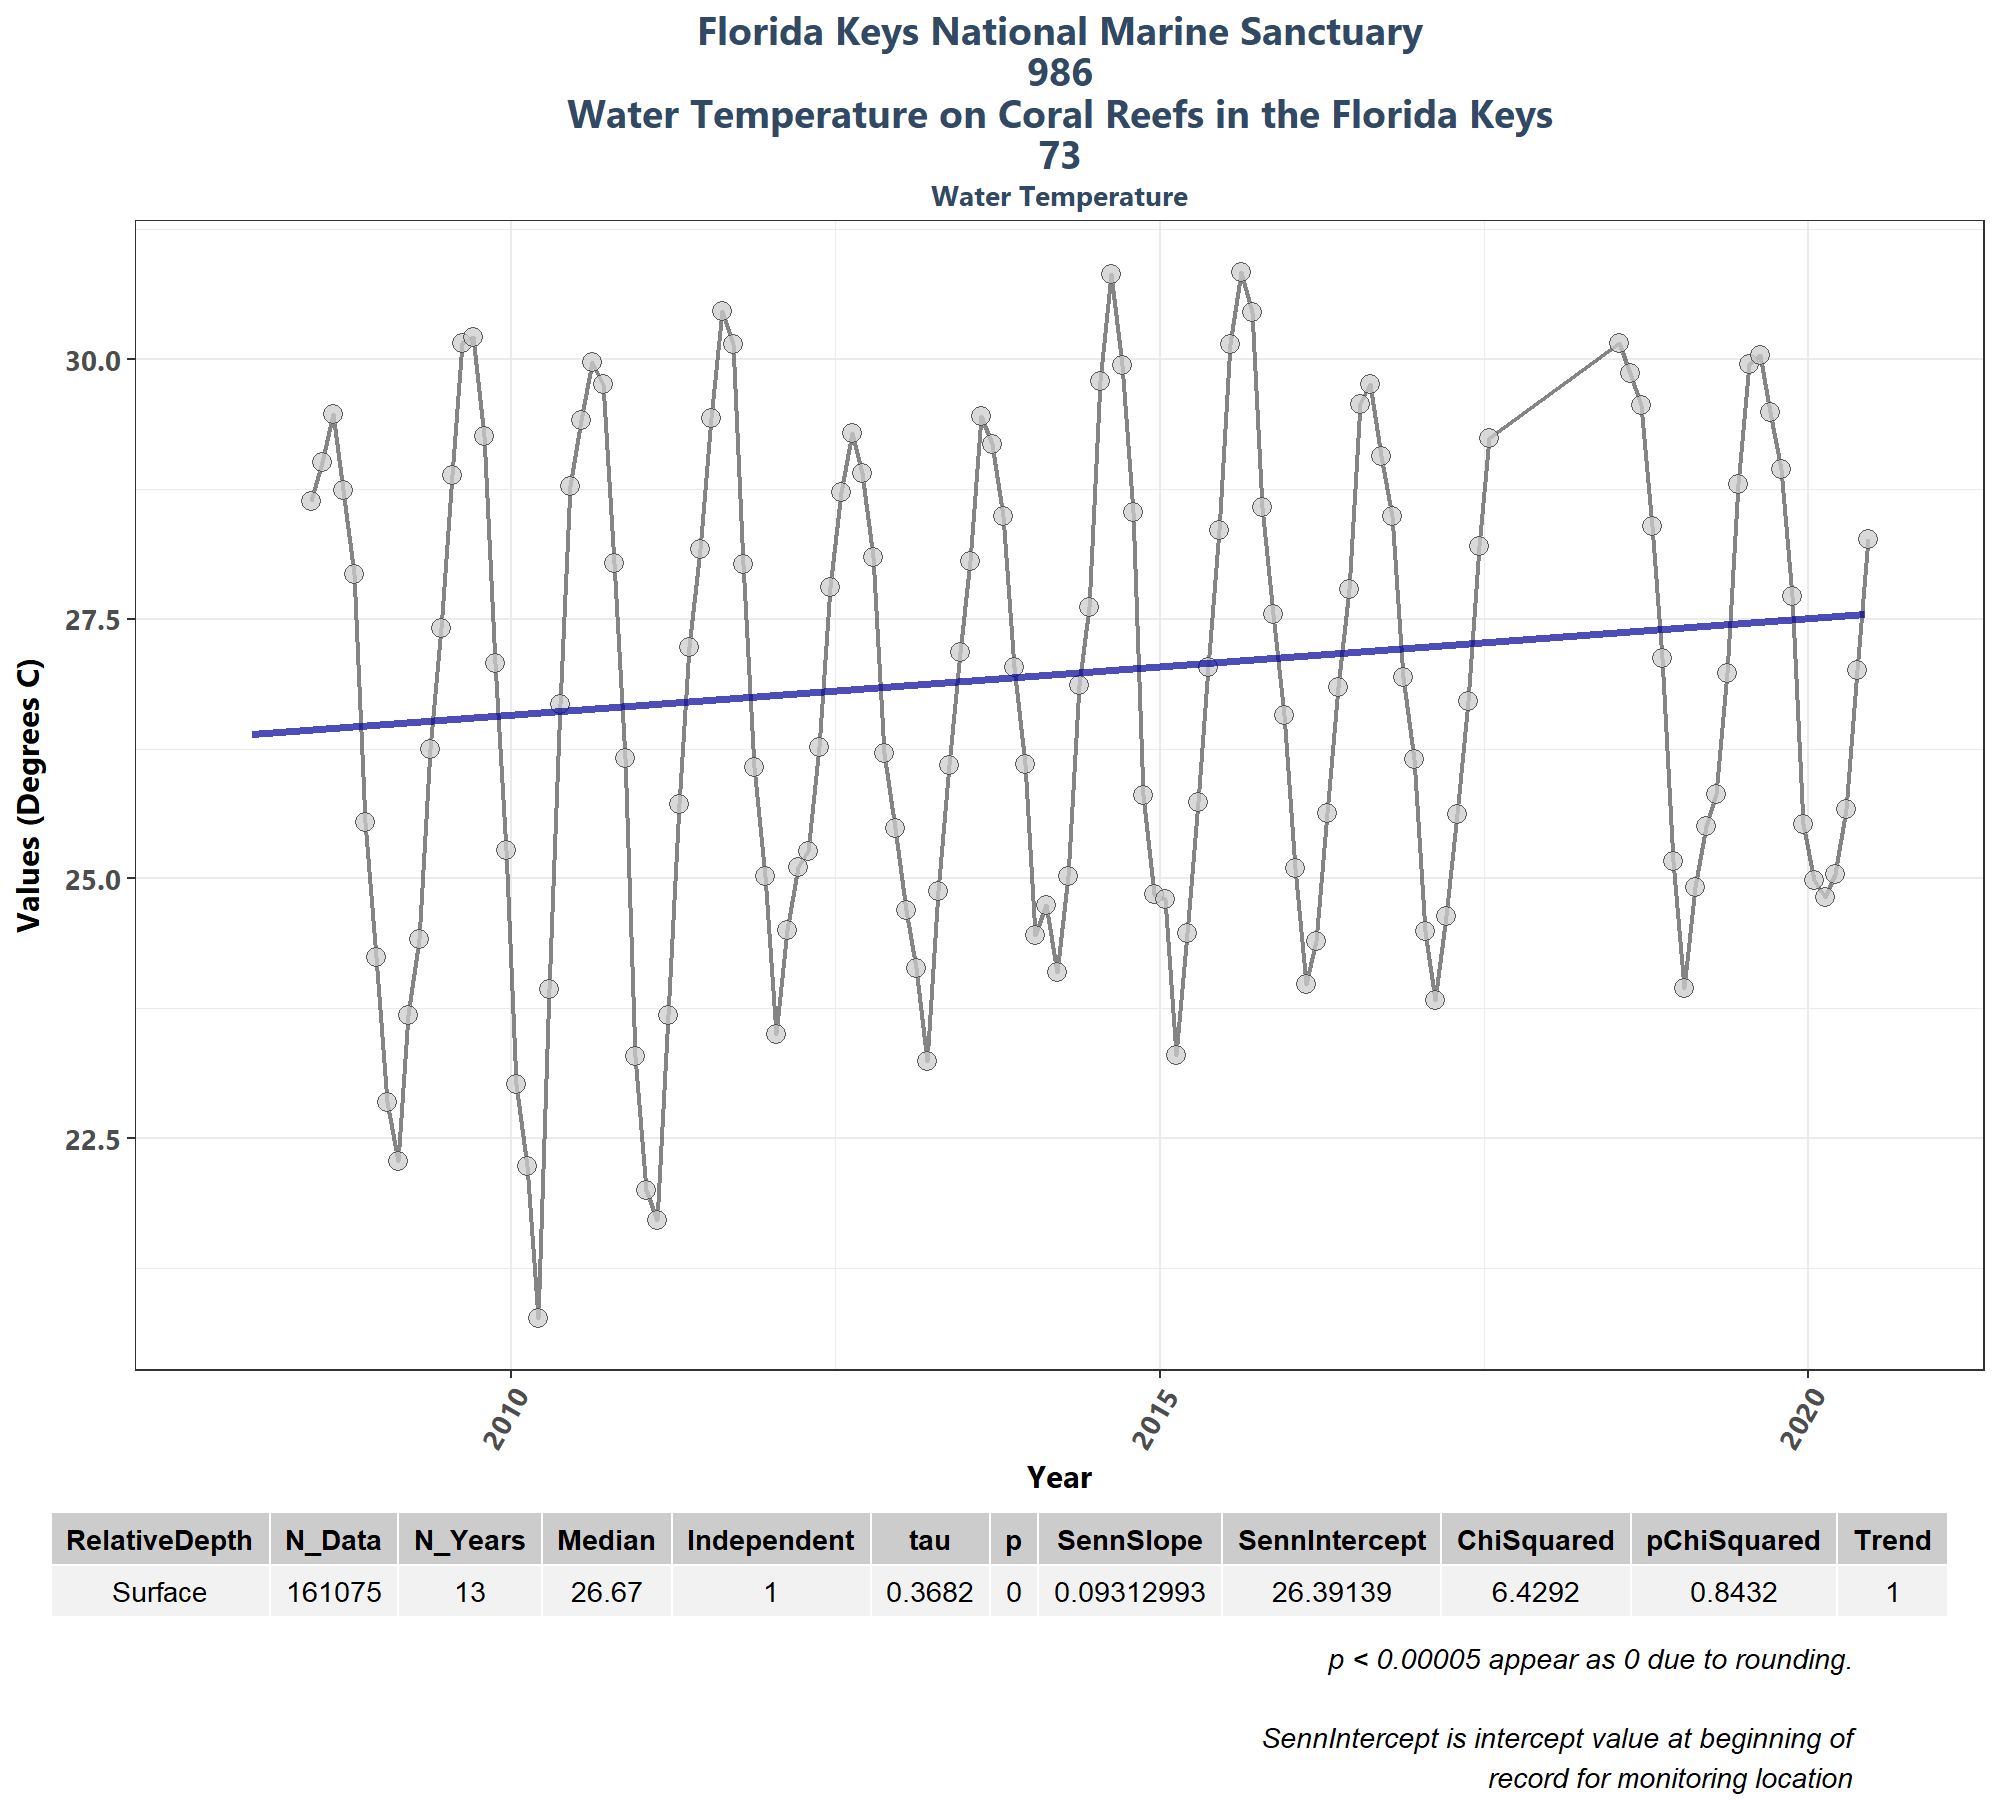 Florida Keys National Marine Sanctuary
986
Water Temperature on Coral Reefs in the Florida Keys
73
Water Temperature
Values (Degrees C)
30.0
27.5
25.0
22.5
2010
2015
2020
Year
RelativeDepth N_Data N_Years Median Independent tau p SennSlope SennIntercept ChiSquared pChiSquared Trend
Surface 161075 13 26.67 1 0.3682 0 0.09312993 26.39139 6.4292 0.8432 1
p < 0.00005 appear as 0 due to rounding.
SennIntercept is intercept value at beginning of
record for monitoring location